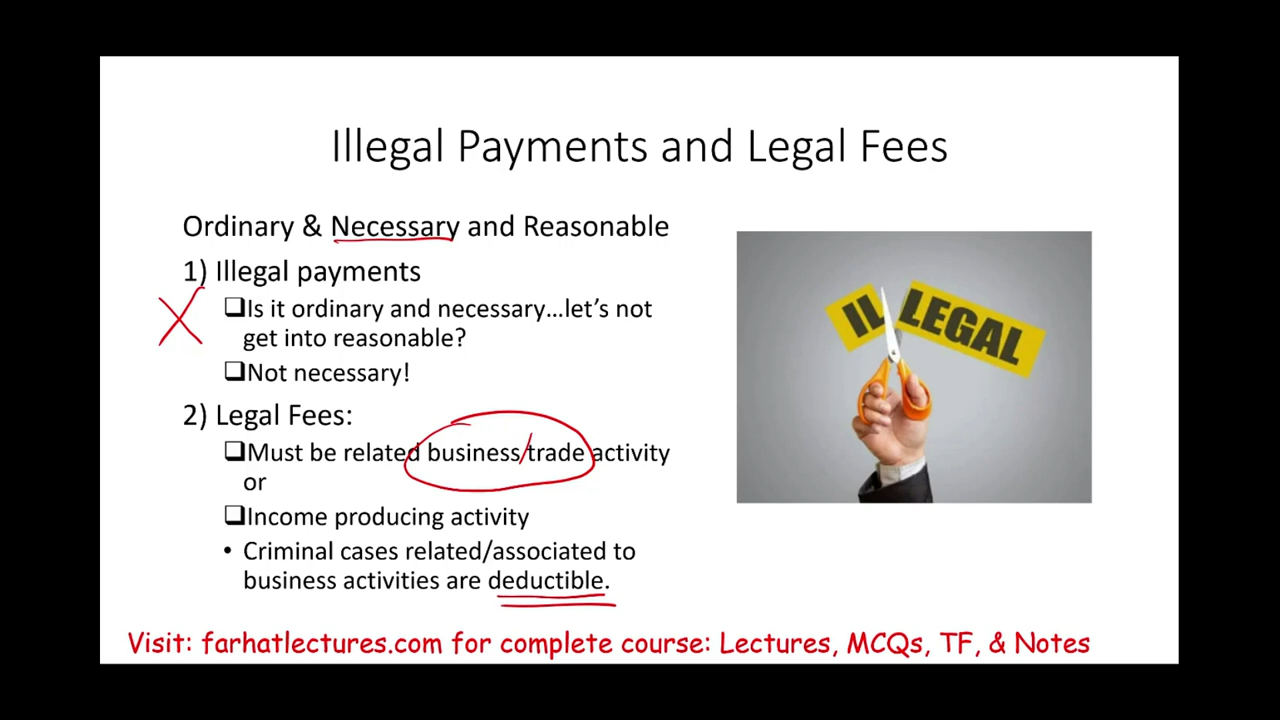 Illegal Payments and Legal Fees
Ordinary & Necessary and Reasonable
1) Illegal payments
❑Is it ordinary and necessary…let's not
get into reasonable?
❑Not necessary!
2) Legal Fees:
❑Must be related business/trade activity
or
❑Income producing activity
• Criminal cases related/associated to
business activities are deductible.
IL LEGAL
Visit: farhatlectures.com for complete course: Lectures, MCQs, TF, & Notes